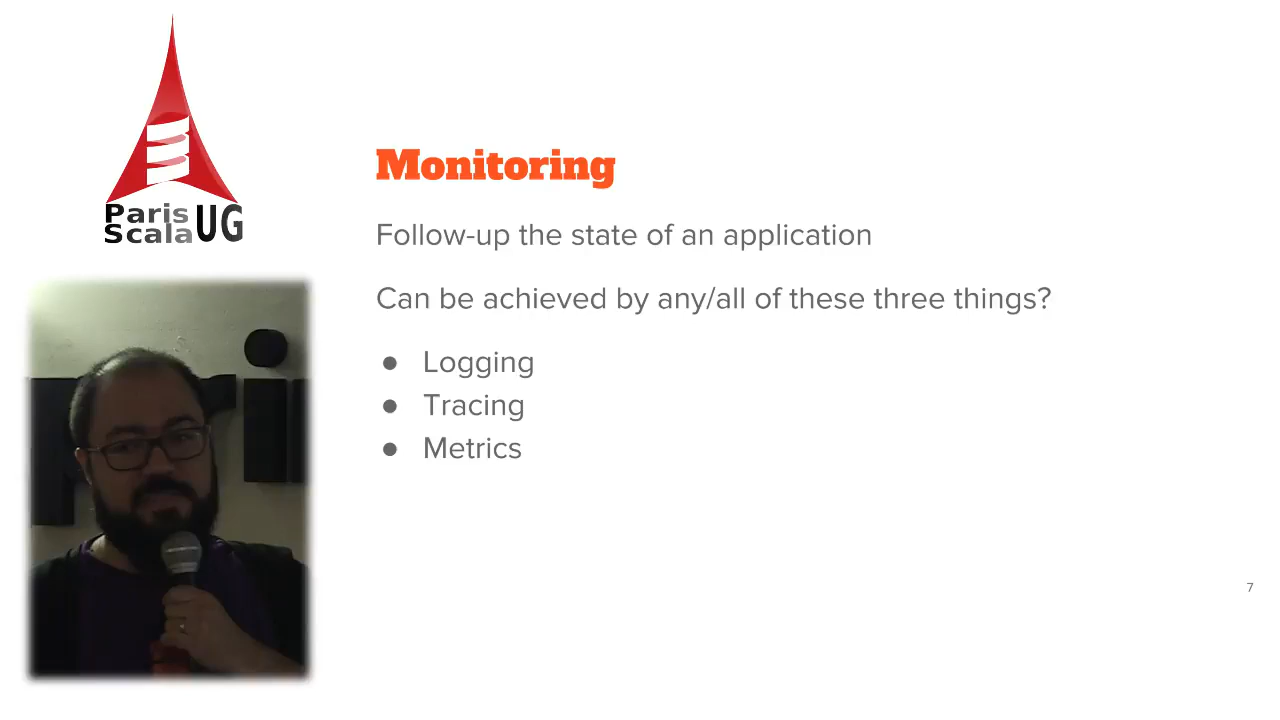 Paris
Scala UG
Monitoring
Follow-up the state of an application
Can be achieved by any/all of these three things?
● Logging
● Tracing
● Metrics
7